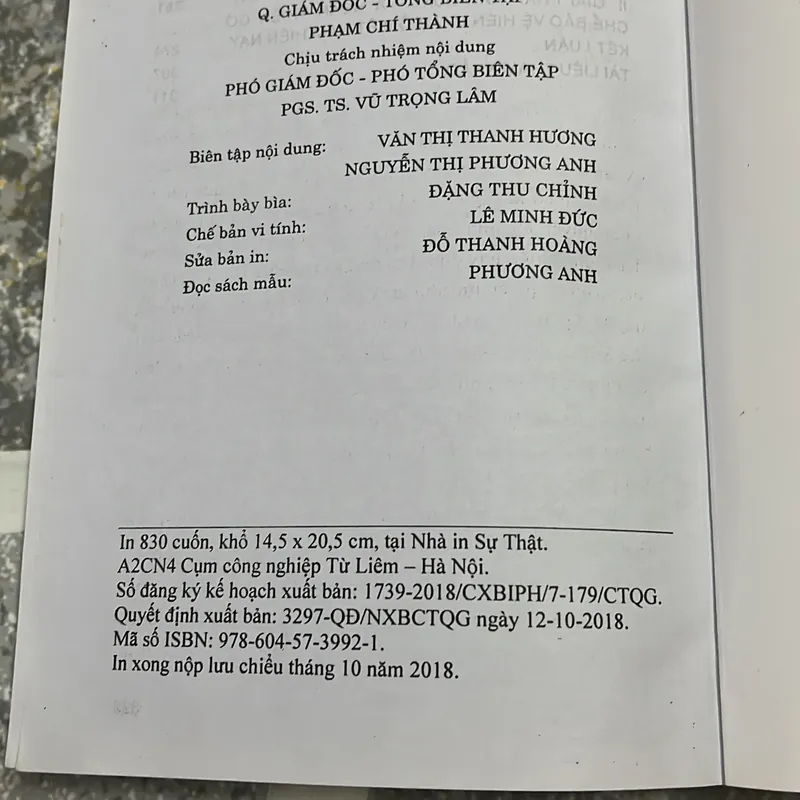 Q. GIÁM ĐỐC - TỔNG BIÊN TẬP
PHẠM CHÍ THÀNH
Chịu trách nhiệm nội dung
PHÓ GIÁM ĐỐC - PHÓ TỔNG BIÊN TẬP
PGS. TS. VŨ TRỌNG LÂM
Biên tập nội dung: VĂN THỊ THANH HƯƠNG
NGUYỄN THỊ PHƯƠNG ANH
Trình bày bìa: ĐẶNG THU CHỈNH
Chế bản vi tính: LÊ MINH ĐỨC
Sửa bản in: ĐỖ THANH HOÀNG
Đọc sách mẫu: PHƯƠNG ANH
In 830 cuốn, khổ 14,5 x 20,5 cm, tại Nhà in Sự Thật.
A2CN4 Cụm công nghiệp Từ Liêm – Hà Nội.
Số đăng ký kế hoạch xuất bản: 1739-2018/CXBIPH/7-179/CTQG.
Quyết định xuất bản: 3297-QĐ/NXBCTQG ngày 12-10-2018.
Mã số ISBN: 978-604-57-3992-1.
In xong nộp lưu chiểu tháng 10 năm 2018.